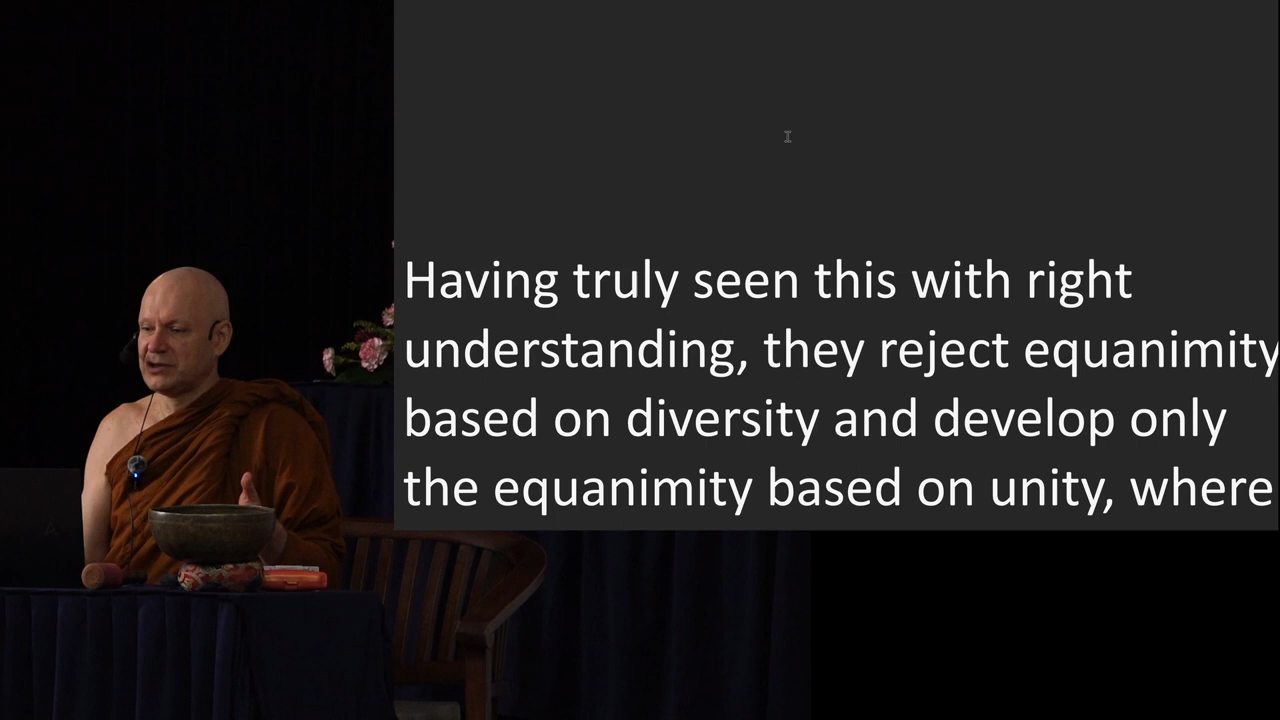 Having truly seen this with right
understanding, they reject equanimity
based on diversity and develop only
the equanimity based on unity, where